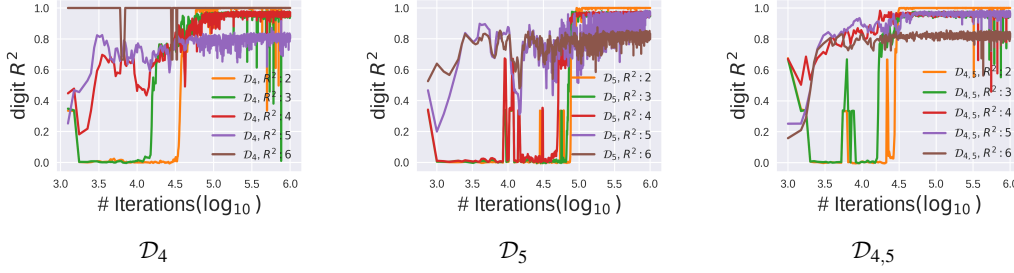 digit R² digit R² digit R²
1.0 1.0 1.0
0.8 0.8 0.8
0.6 0.6 0.6
0.4 0.4 0.4
0.2 0.2 0.2
0.0 0.0 0.0
𝒟₄, R²: 2 𝒟₅, R²: 2 𝒟₄,₅, R²: 2
𝒟₄, R²: 3 𝒟₅, R²: 3 𝒟₄,₅, R²: 3
𝒟₄, R²: 4 𝒟₅, R²: 4 𝒟₄,₅, R²: 4
𝒟₄, R²: 5 𝒟₅, R²: 5 𝒟₄,₅, R²: 5
𝒟₄, R²: 6 𝒟₅, R²: 6 𝒟₄,₅, R²: 6
3.0 3.5 4.0 4.5 5.0 5.5 6.0 3.0 3.5 4.0 4.5 5.0 5.5 6.0 3.0 3.5 4.0 4.5 5.0 5.5 6.0
# Iterations(log₁₀ ) # Iterations(log₁₀ ) # Iterations(log₁₀ )
𝒟₄ 𝒟₅ 𝒟₄,₅